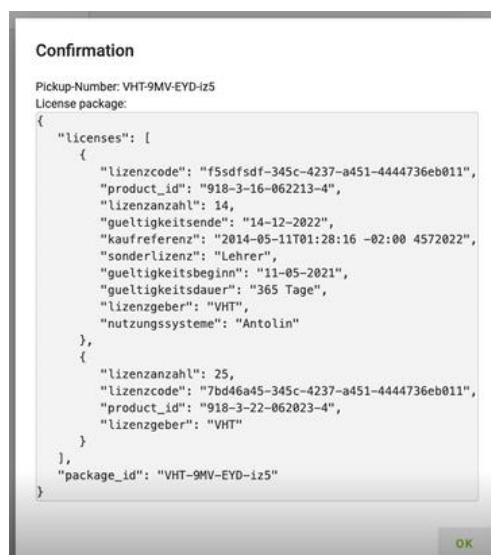 Confirmation
Pickup-Number: VHT-9MV-EYD-iz5
License package:
{
"licenses": [
{
"lizenzcode": "f5sdfsdf-345c-4237-a451-4444736eb011",
"product_id": "918-3-16-062213-4",
"lizenzanzahl": 14,
"gueltigkeitsende": "14-12-2022",
"kaufreferenz": "2014-05-11T01:28:16 -02:00 4572022",
"sonderlizenz": "Lehrer",
"gueltigkeitsbeginn": "11-05-2021",
"gueltigkeitsdauer": "365 Tage",
"lizenzgeber": "VHT",
"nutzungssysteme": "Antolin"
},
{
"lizenzanzahl": 25,
"lizenzcode": "7bd46a45-345c-4237-a451-4444736eb011",
"product_id": "918-3-22-062023-4",
"lizenzgeber": "VHT"
}
],
"package_id": "VHT-9MV-EYD-iz5"
}
OK